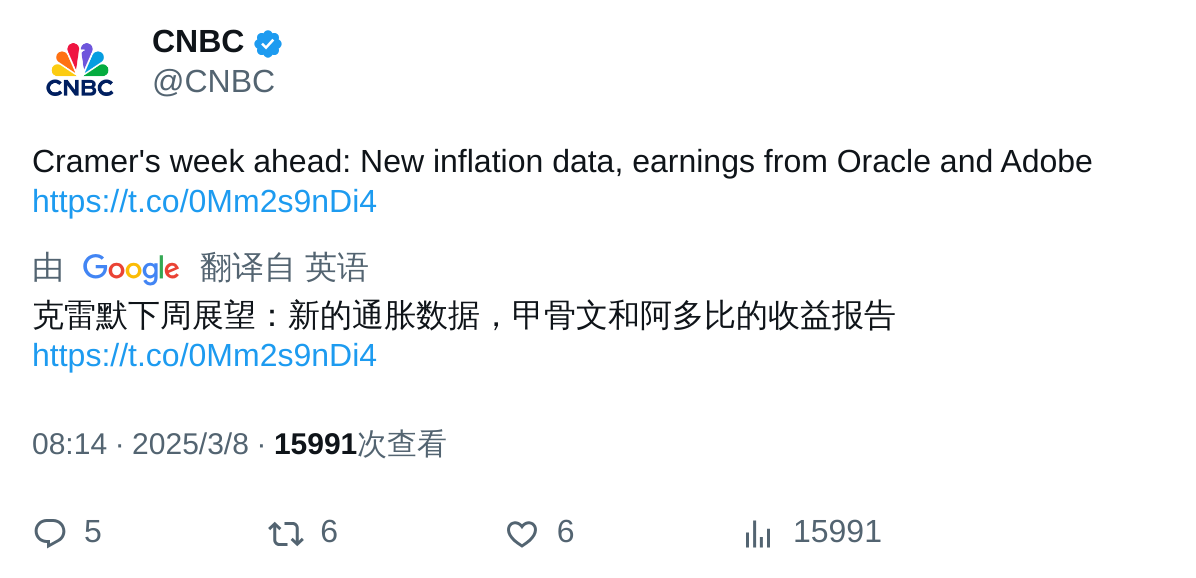 CNBC
CNBC
@CNBC
Cramer's week ahead: New inflation data, earnings from Oracle and Adobe
https://t.co/0Mm2s9nDi4
由 Google 翻译自 英语
克雷默下周展望：新的通胀数据，甲骨文和阿多比的收益报告
https://t.co/0Mm2s9nDi4
08:14 · 2025/3/8 · 15991次查看
5 6 6 15991